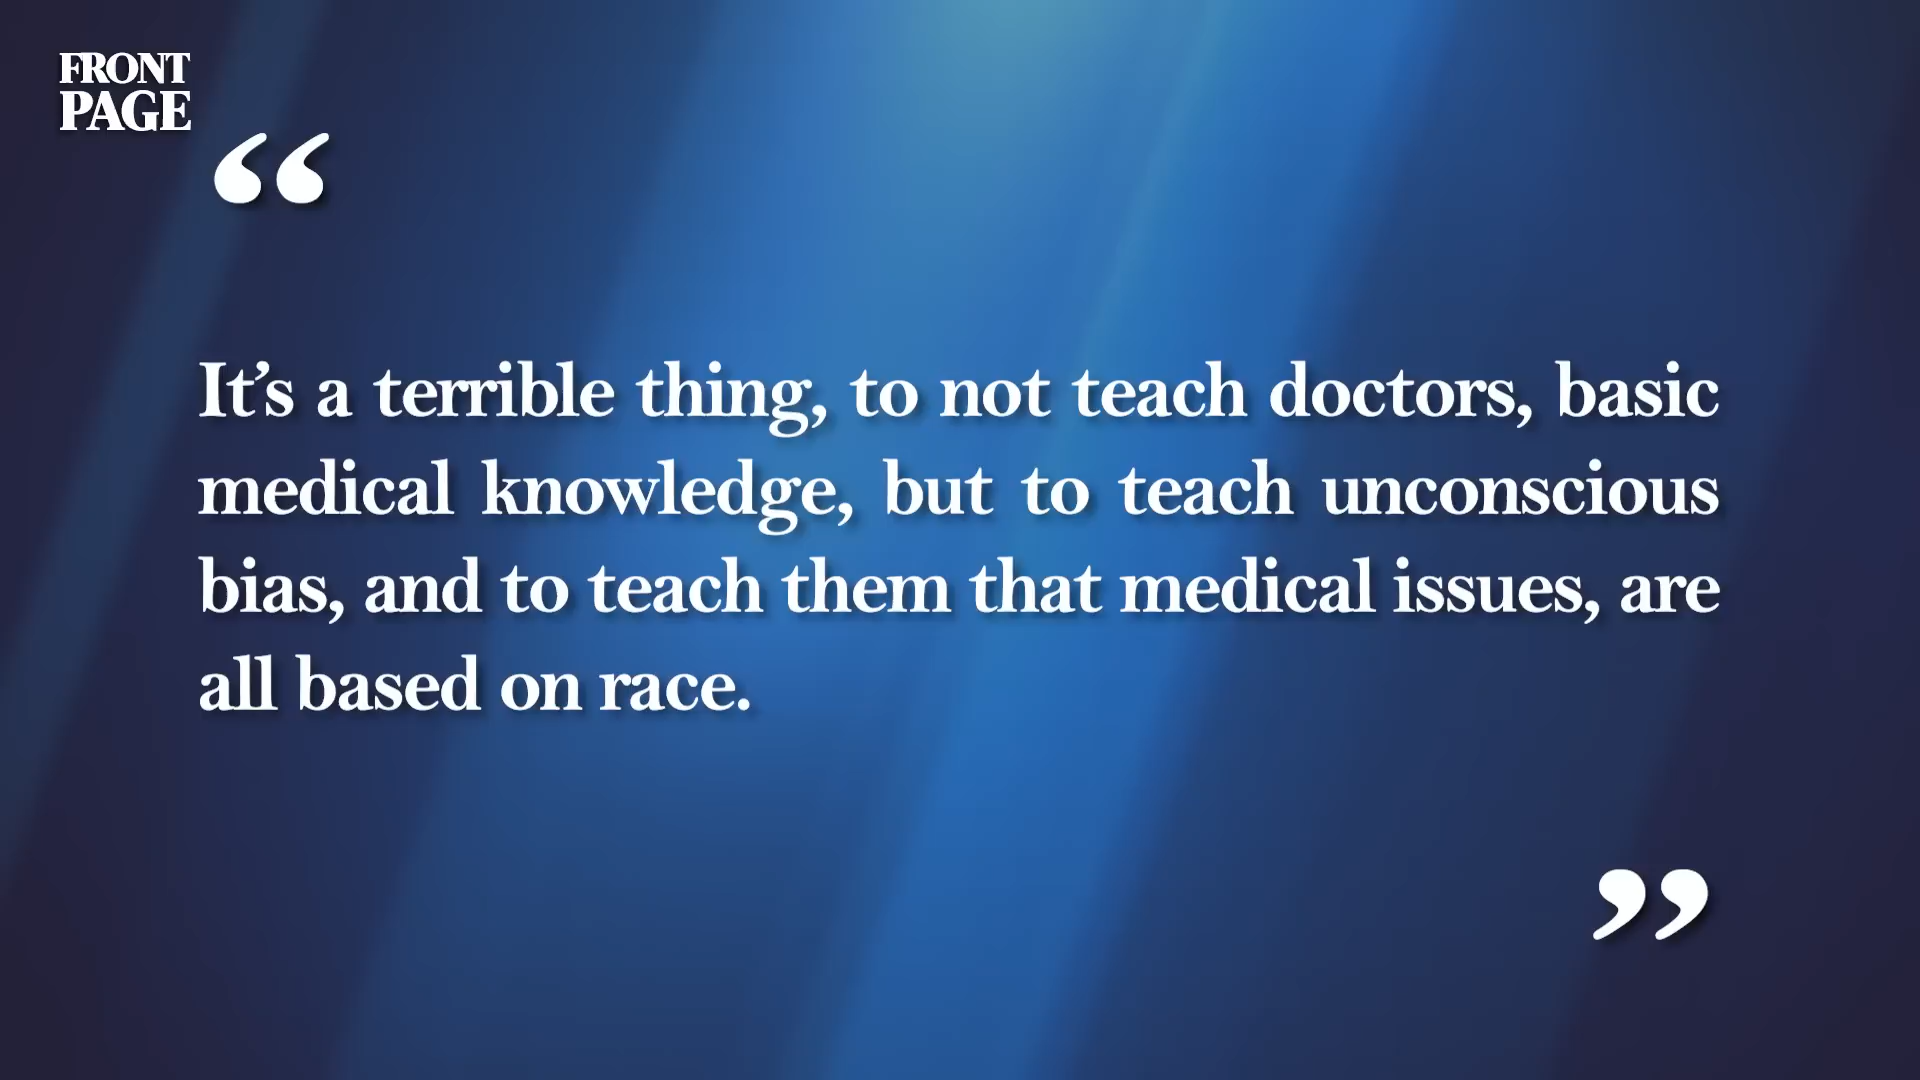 FRONT
PAGE
“
It’s a terrible thing, to not teach doctors, basic
medical knowledge, but to teach unconscious
bias, and to teach them that medical issues, are
all based on race.
”